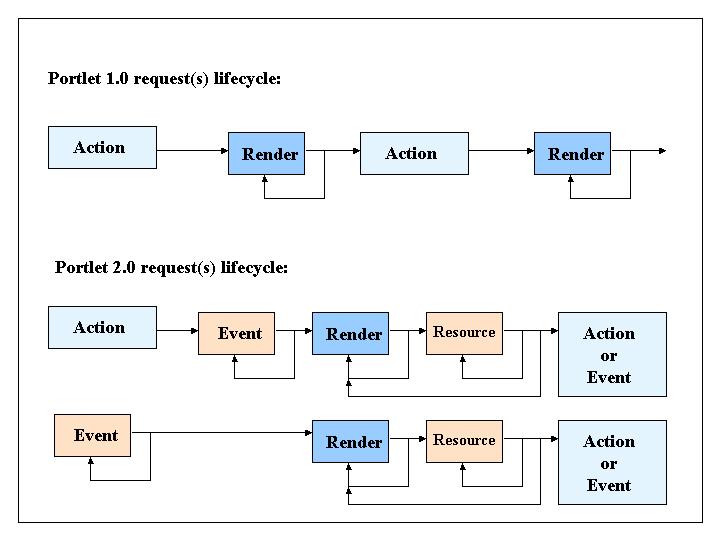 Portlet 1.0 request(s) lifecycle:
Action
Render
Action
Render
Portlet 2.0 request(s) lifecycle:
Action
Event
Render
Resource
Action
or
Event
Event
Render
Resource
Action
or
Event